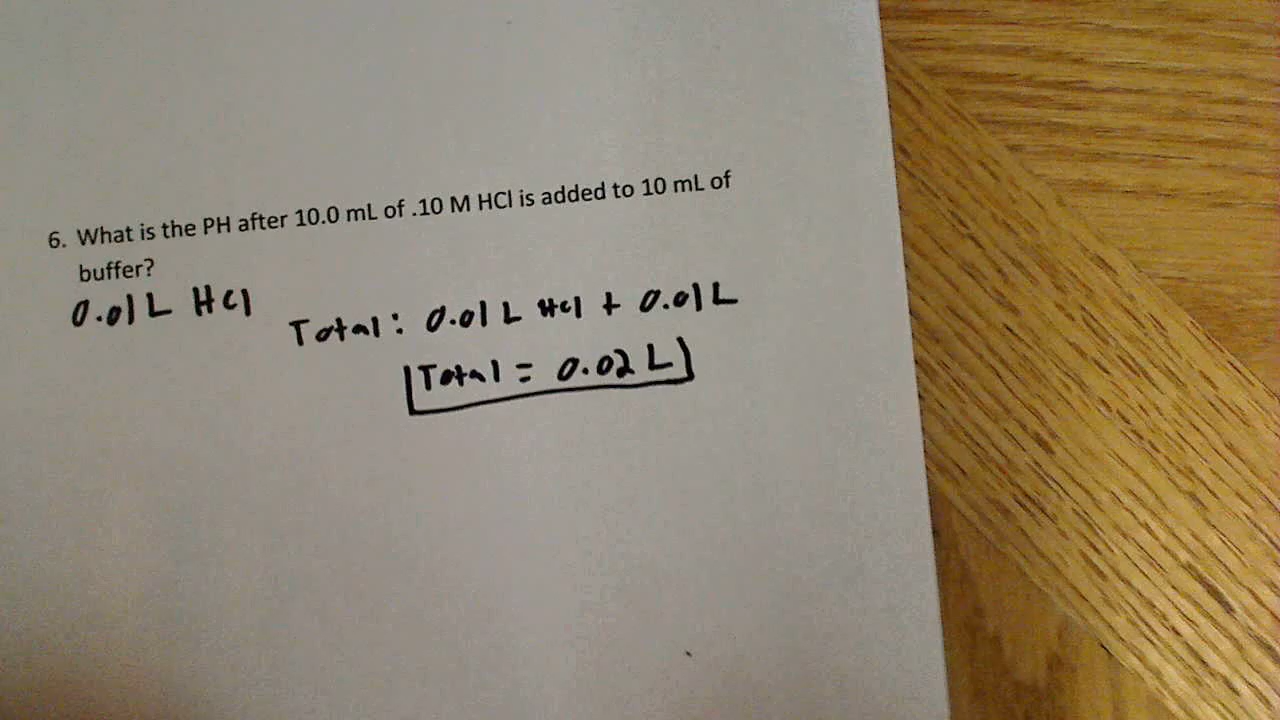 6. What is the PH after 10.0 mL of .10 M HCl is added to 10 mL of
buffer?
0.01 L HCl
Total: 0.01 L HCl + 0.01 L
Total = 0.02 L